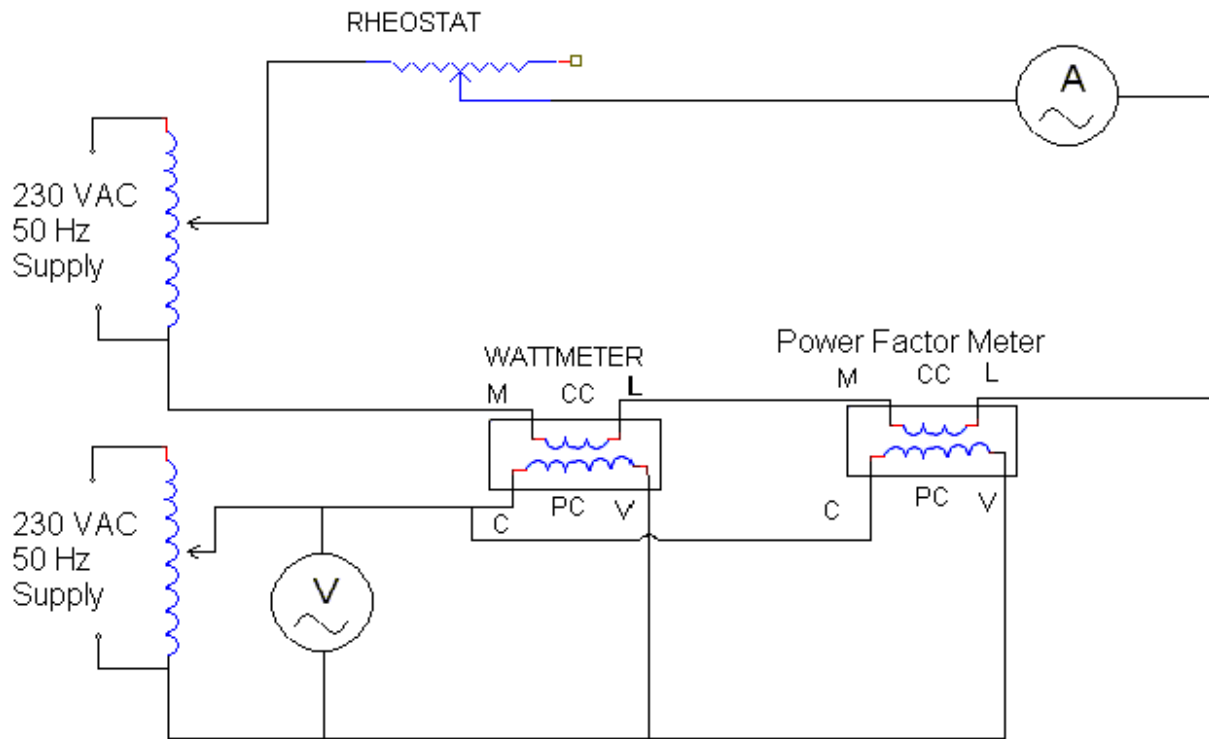 RHEOSTAT
A
230 VAC
50 Hz
Supply
WATTMETER
M CC L
Power Factor Meter
M CC L
C PC V
C PC V
230 VAC
50 Hz
Supply
V